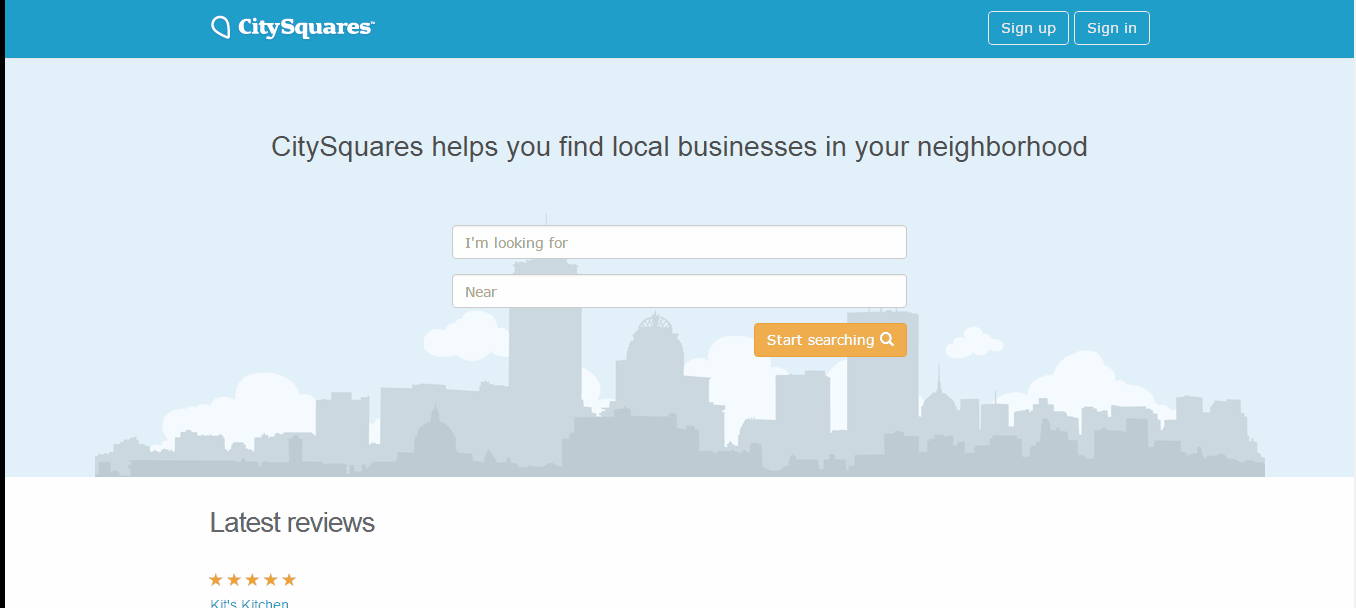 CitySquares™
Sign up
Sign in
CitySquares helps you find local businesses in your neighborhood
I'm looking for
Near
Start searching
Latest reviews
Kit's Kitchen